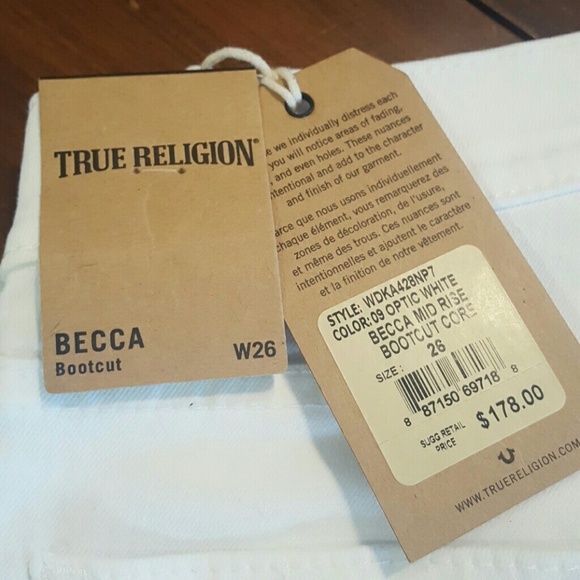 TRUE RELIGION®
BECCA
Bootcut
W26
we individually distress each
you will notice areas of fading,
and even holes. These nuances
intentional and add to the character
and finish of our garment.
arce que nous usons individuellement
chaque élément, vous remarquerez des
zones de décoloration, de l'usure,
et même des trous. Ces nuances sont
intentionnelles et ajoutent le caractère
et la finition de notre vêtement.
STYLE: WDKA428NP7
COLOR:09 OPTIC WHITE
BECCA MID RISE
BOOTCUT CORS
SIZE : 26
8 87150 69718 8
SUGG RETAIL
PRICE $178.00
WWW.TRUERELIGION.COM